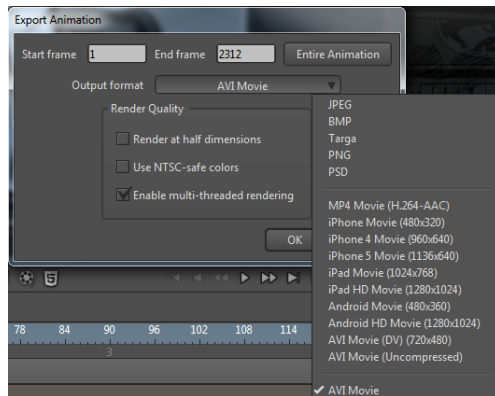 Export Animation
Start frame 1 End frame 2312 Entire Animation
Output format AVI Movie
Render Quality
Render at half dimensions
Use NTSC-safe colors
Enable multi-threaded rendering
OK
JPEG
BMP
Targa
PNG
PSD
MP4 Movie (H.264-AAC)
iPhone Movie (480x320)
iPhone 4 Movie (960x640)
iPhone 5 Movie (1136x640)
iPad Movie (1024x768)
iPad HD Movie (1280x1024)
Android Movie (480x360)
Android HD Movie (1280x1024)
AVI Movie (DV) (720x480)
AVI Movie (Uncompressed)
AVI Movie
78 84 90 96 102 108 114
3